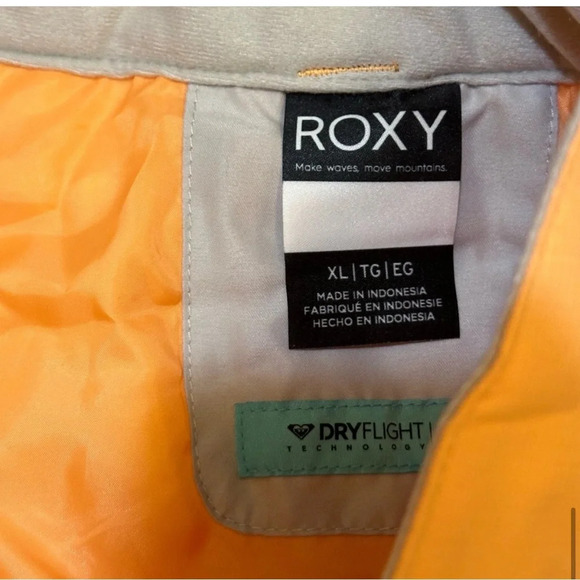 ROXY
Make waves, move mountains.
XL|TG|EG
MADE IN INDONESIA
FABRIQUÉ EN INDONESIE
HECHO EN INDONESIA
DRYFLIGHT
TECHNOLOGY